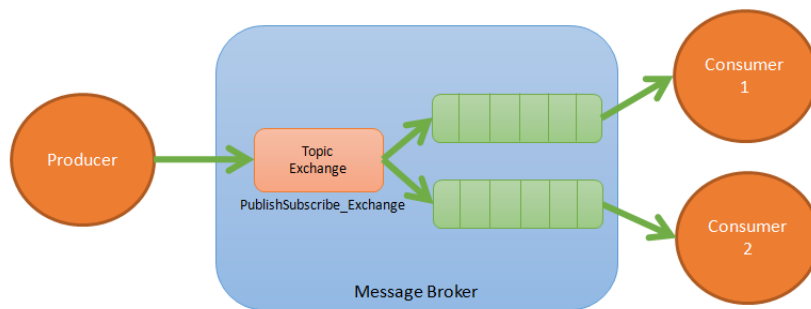 Producer
Topic
Exchange
PublishSubscribe_Exchange
Message Broker
Consumer
1
Consumer
2